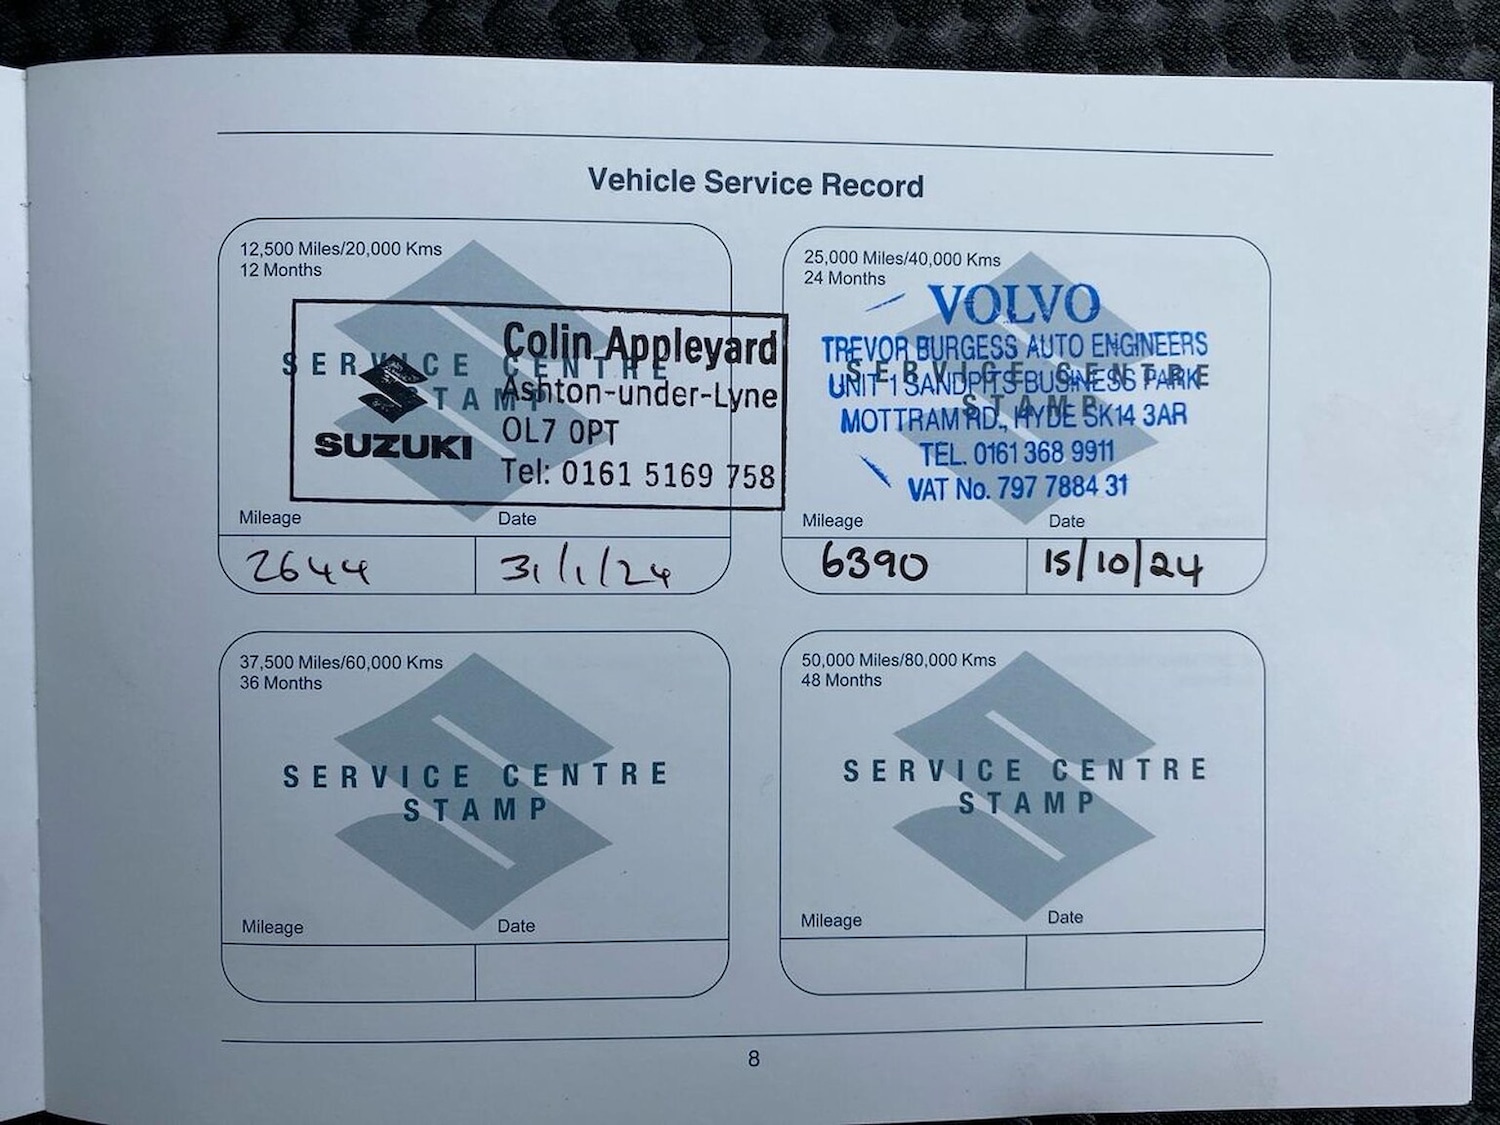 Vehicle Service Record
12,500 Miles/20,000 Kms
12 Months
SERVICE CENTRE
STAMP
Colin Appleyard
Ashton-under-Lyne
OL7 0PT
Tel: 0161 5169 758
SUZUKI
Mileage
Date
2644
31/1/24
25,000 Miles/40,000 Kms
24 Months
SERVICE CENTRE
STAMP
VOLVO
TREVOR BURGESS AUTO ENGINEERS
UNIT 1 SANDPITS BUSINESS PARK
MOTTRAM RD., HYDE SK14 3AR
TEL. 0161 368 9911
VAT No. 797 7884 31
Mileage
Date
6390
15/10/24
37,500 Miles/60,000 Kms
36 Months
SERVICE CENTRE
STAMP
Mileage
Date
50,000 Miles/80,000 Kms
48 Months
SERVICE CENTRE
STAMP
Mileage
Date
8